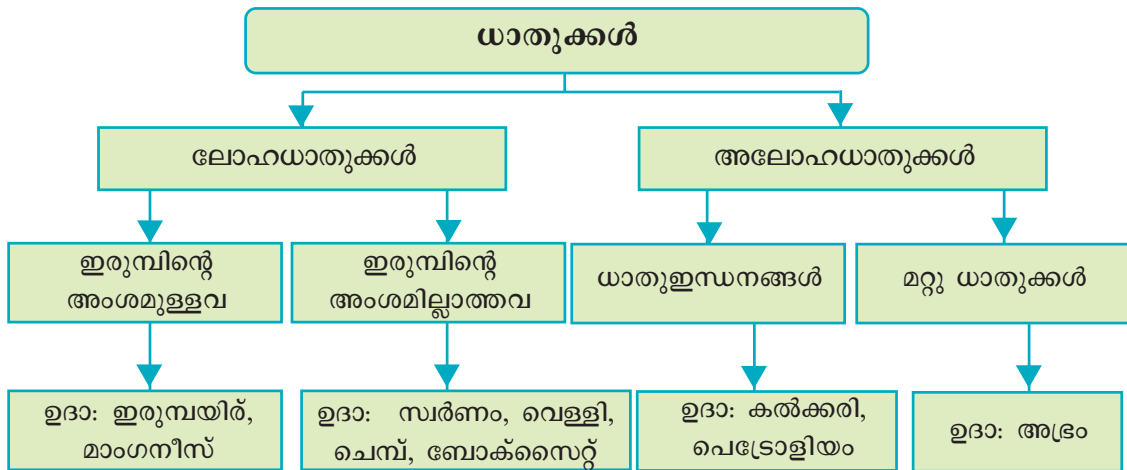 ധാതുക്കൾ
ലോഹധാതുക്കൾ
അലോഹധാതുക്കൾ
ഇരുമ്പിന്റെ
അംശമുള്ളവ
ഇരുമ്പിന്റെ
അംശമില്ലാത്തവ
ധാതുഇന്ധനങ്ങൾ
മറ്റു ധാതുക്കൾ
ഉദാ: ഇരുമ്പയിര്,
മാംഗനീസ്
ഉദാ: സ്വർണം, വെള്ളി,
ചെമ്പ്, ബോക്സൈറ്റ്
ഉദാ: കൽക്കരി,
പെട്രോളിയം
ഉദാ: അഭ്രം